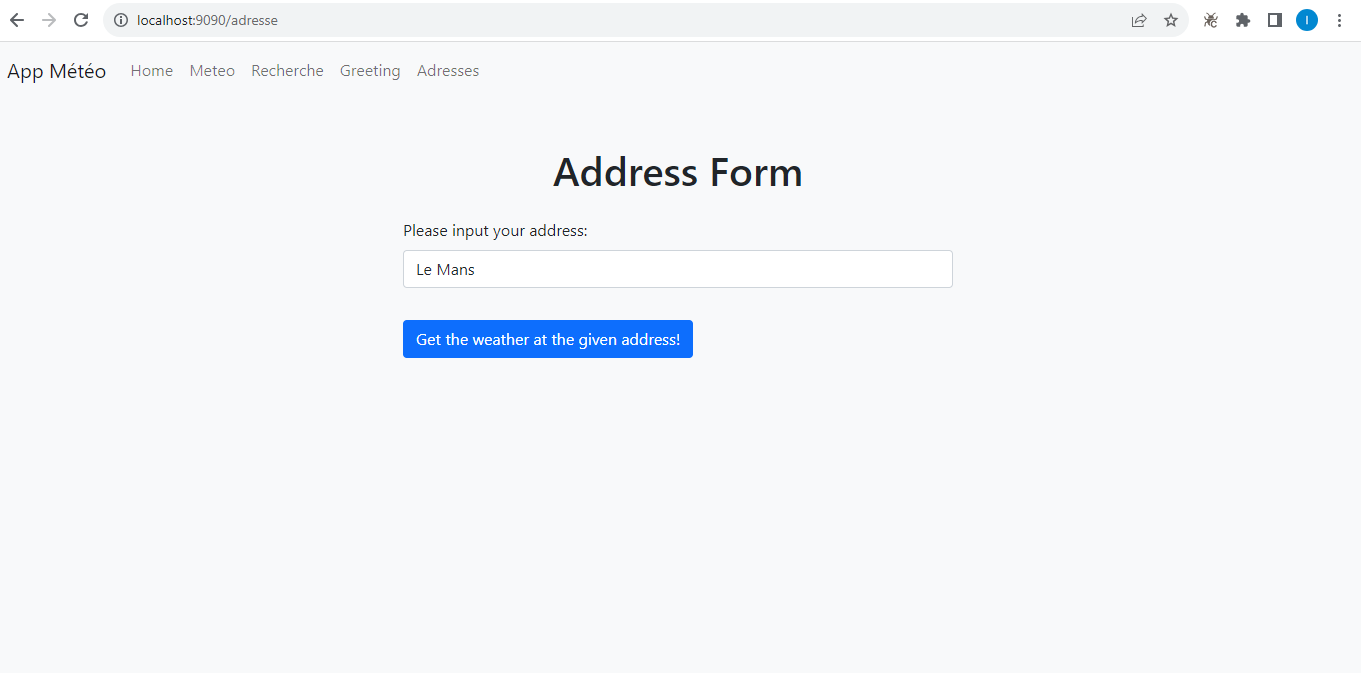 localhost:9090/adresse
I
App Météo Home Meteo Recherche Greeting Adresses
Address Form
Please input your address:
Le Mans
Get the weather at the given address!